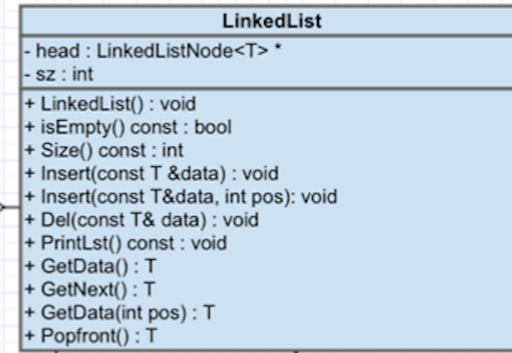 LinkedList
- head : LinkedListNode<T> *
- sz : int
+ LinkedList() : void
+ isEmpty() const : bool
+ Size() const : int
+ Insert(const T &data) : void
+ Insert(const T&data, int pos): void
+ Del(const T& data) : void
+ PrintLst() const : void
+ GetData() : T
+ GetNext() : T
+ GetData(int pos) : T
+ Popfront() : T